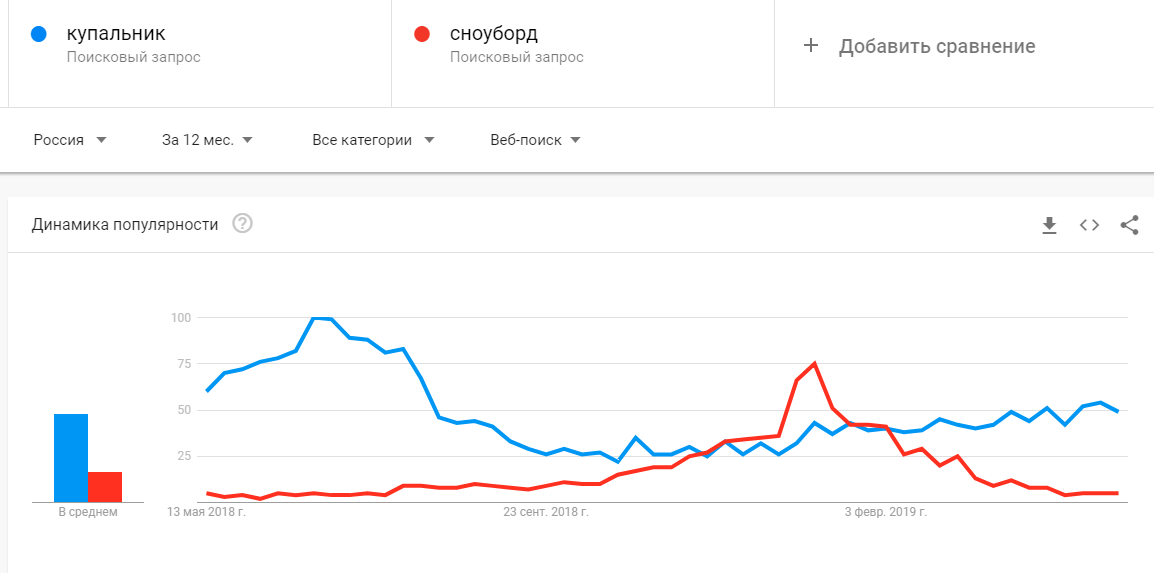 купальник
Поисковый запрос
сноуборд
Поисковый запрос
+ Добавить сравнение
Россия
За 12 мес.
Все категории
Веб-поиск
Динамика популярности
?
100
75
50
25
В среднем
13 мая 2018 г.
23 сент. 2018 г.
3 февр. 2019 г.